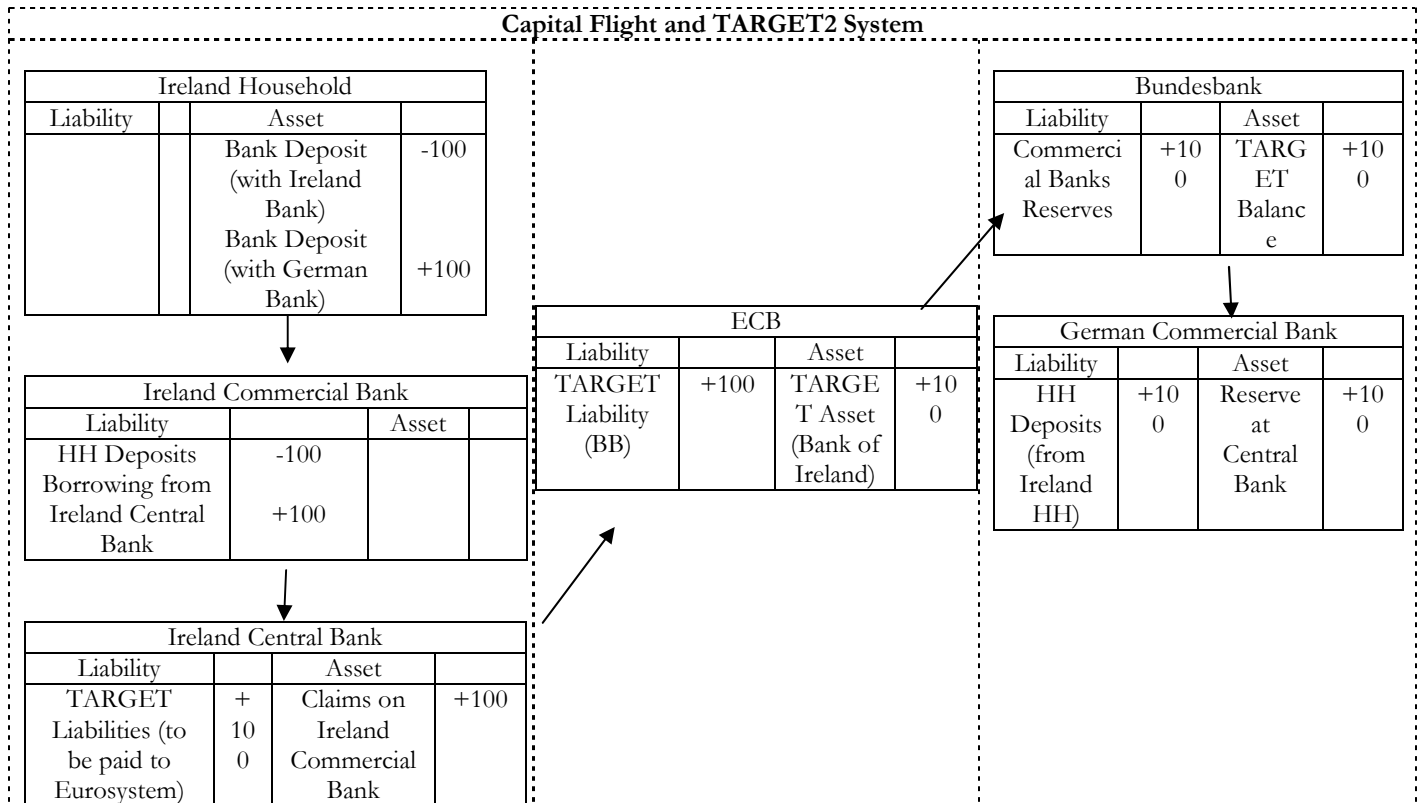 Capital Flight and TARGET2 System
Ireland Household
Liability Asset
Bank Deposit -100
(with Ireland
Bank)
Bank Deposit
(with German +100
Bank)
Ireland Commercial Bank
Liability Asset
HH Deposits -100
Borrowing from
Ireland Central +100
Bank
Ireland Central Bank
Liability Asset
TARGET + Claims on +100
Liabilities (to 10 Ireland
be paid to 0 Commercial
Eurosystem) Bank
ECB
Liability Asset
TARGET +100 TARGE +10
Liability T Asset 0
(BB) (Bank of
Ireland)
Bundesbank
Liability Asset
Commerci +10 TARG +10
al Banks 0 ET 0
Reserves Balanc
e
German Commercial Bank
Liability Asset
HH +10 Reserve +10
Deposits 0 at 0
(from Central
Ireland Bank
HH)